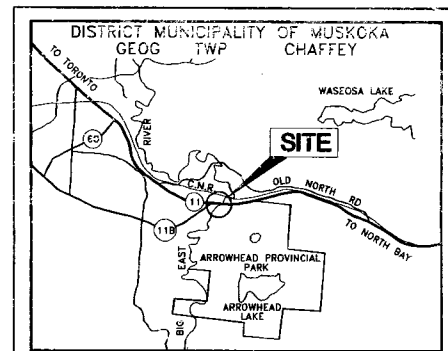 DISTRICT MUNICIPALITY OF MUSKOKA
GEOG TWP CHAFFEY
TO TORONTO
WASEOSA LAKE
RIVER
60
SITE
C.N.R.
OLD NORTH RD
11
11B
TO NORTH BAY
EAST
BIG
ARROWHEAD PROVINCIAL
PARK
ARROWHEAD
LAKE